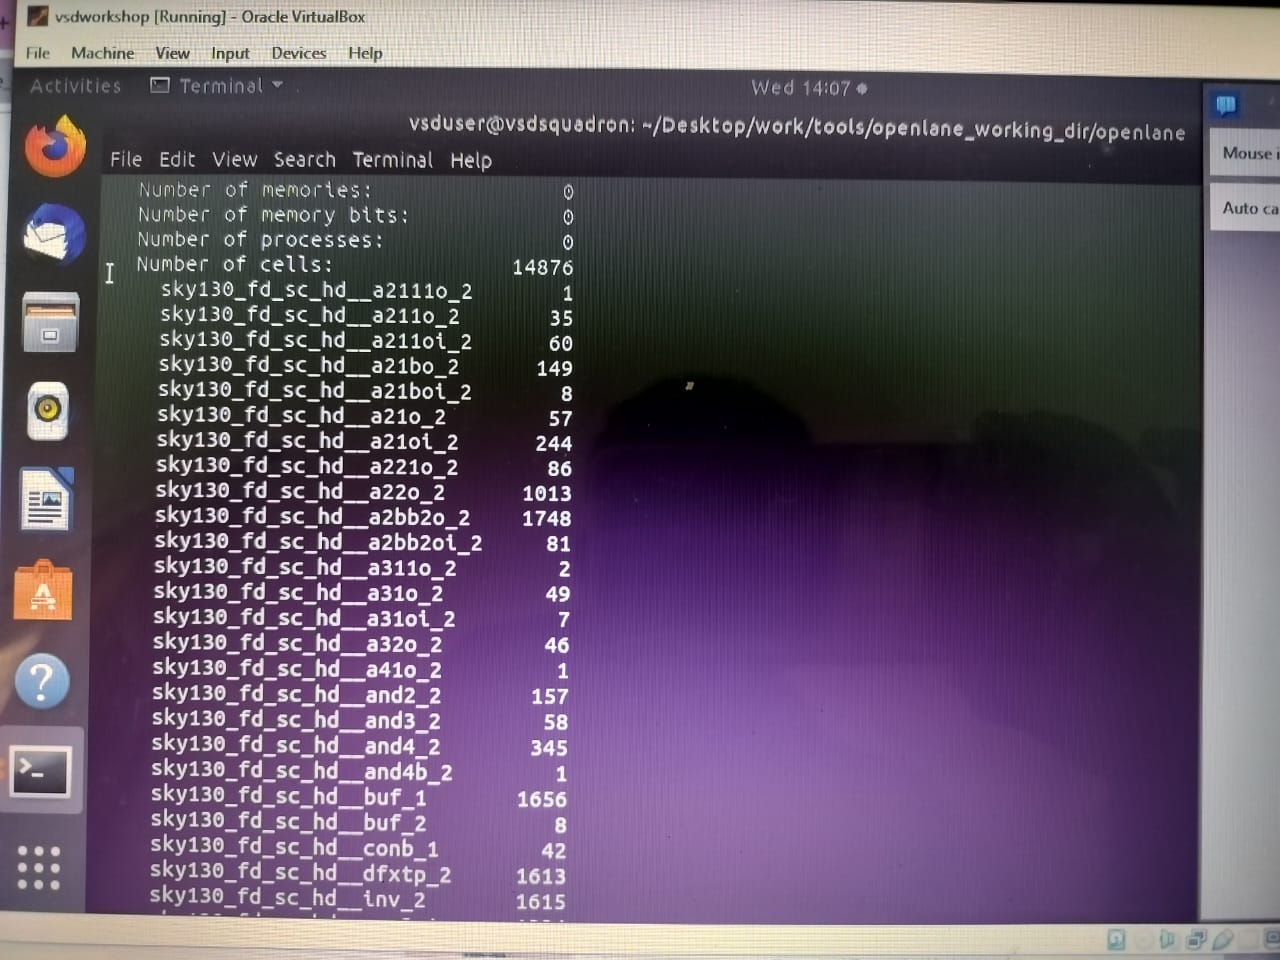 vsdworkshop [Running] - Oracle VirtualBox
File Machine View Input Devices Help
Activities Terminal Wed 14:07
vsduser@vsdsquadron: ~/Desktop/work/tools/openlane_working_dir/openlane
File Edit View Search Terminal Help
Mouse
Auto ca
Number of memories: 0
Number of memory bits: 0
Number of processes: 0
Number of cells: 14876
sky130_fd_sc_hd__a2111o_2 1
sky130_fd_sc_hd__a211o_2 35
sky130_fd_sc_hd__a211oi_2 60
sky130_fd_sc_hd__a21bo_2 149
sky130_fd_sc_hd__a21boi_2 8
sky130_fd_sc_hd__a21o_2 57
sky130_fd_sc_hd__a21oi_2 244
sky130_fd_sc_hd__a221o_2 86
sky130_fd_sc_hd__a22o_2 1013
sky130_fd_sc_hd__a2bb2o_2 1748
sky130_fd_sc_hd__a2bb2oi_2 81
sky130_fd_sc_hd__a311o_2 2
sky130_fd_sc_hd__a31o_2 49
sky130_fd_sc_hd__a31oi_2 7
sky130_fd_sc_hd__a32o_2 46
sky130_fd_sc_hd__a41o_2 1
sky130_fd_sc_hd__and2_2 157
sky130_fd_sc_hd__and3_2 58
sky130_fd_sc_hd__and4_2 345
sky130_fd_sc_hd__and4b_2 1
sky130_fd_sc_hd__buf_1 1656
sky130_fd_sc_hd__buf_2 8
sky130_fd_sc_hd__conb_1 42
sky130_fd_sc_hd__dfxtp_2 1613
sky130_fd_sc_hd__inv_2 1615